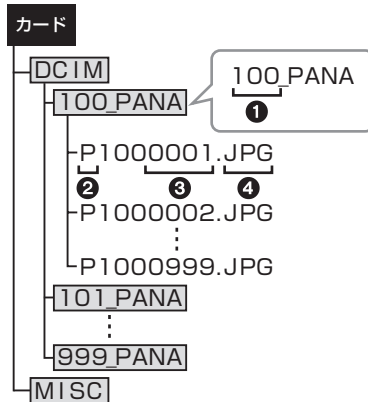 カード
DCIM
100_PANA
100_PANA
❶
P1000001.JPG
❷ ❸ ❹
P1000002.JPG
P1000999.JPG
101_PANA
999_PANA
MISC